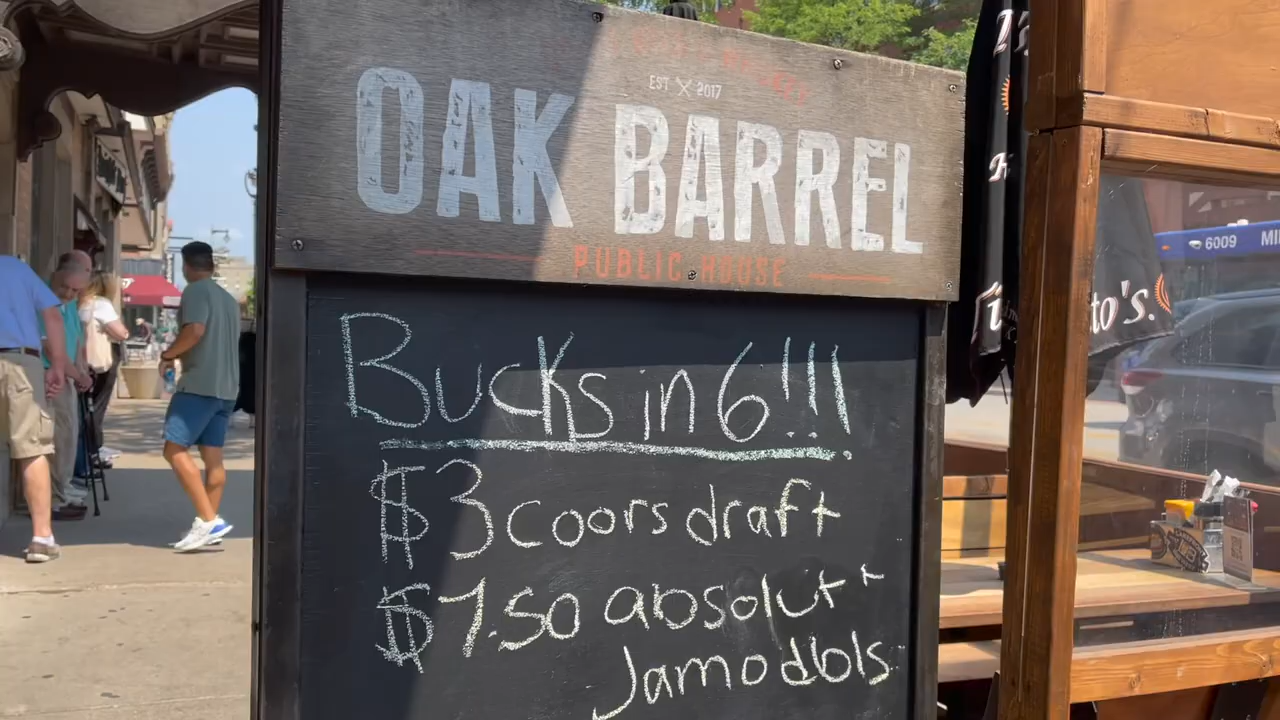 EST 2017
OAK BARREL
PUBLIC HOUSE
Bucks in 6!!!
$3 coors draft
$7.50 absolut +
Jamo dbls
6009
to's.